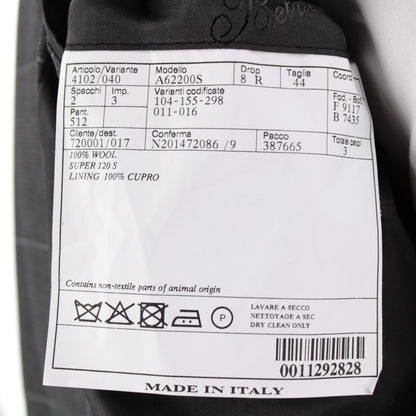 Articolo/Variante Modello Drop Taglia Coord
4102/040 A62200S 8 R 44
Spacchi Imp. Varianti codificate Fod.
2 3 104-155-298 F 9117
Pant. 011-016 B 7435
512
Cliente/dest. Conferma Pacco Totale capi
720001/017 N201472086 /9 387665 3
100% WOOL
SUPER 120 S
LINING 100% CUPRO
Contains non-textile parts of animal origin
P
LAVARE A SECCO
NETTOYAGE A SEC
DRY CLEAN ONLY
0011292828
MADE IN ITALY